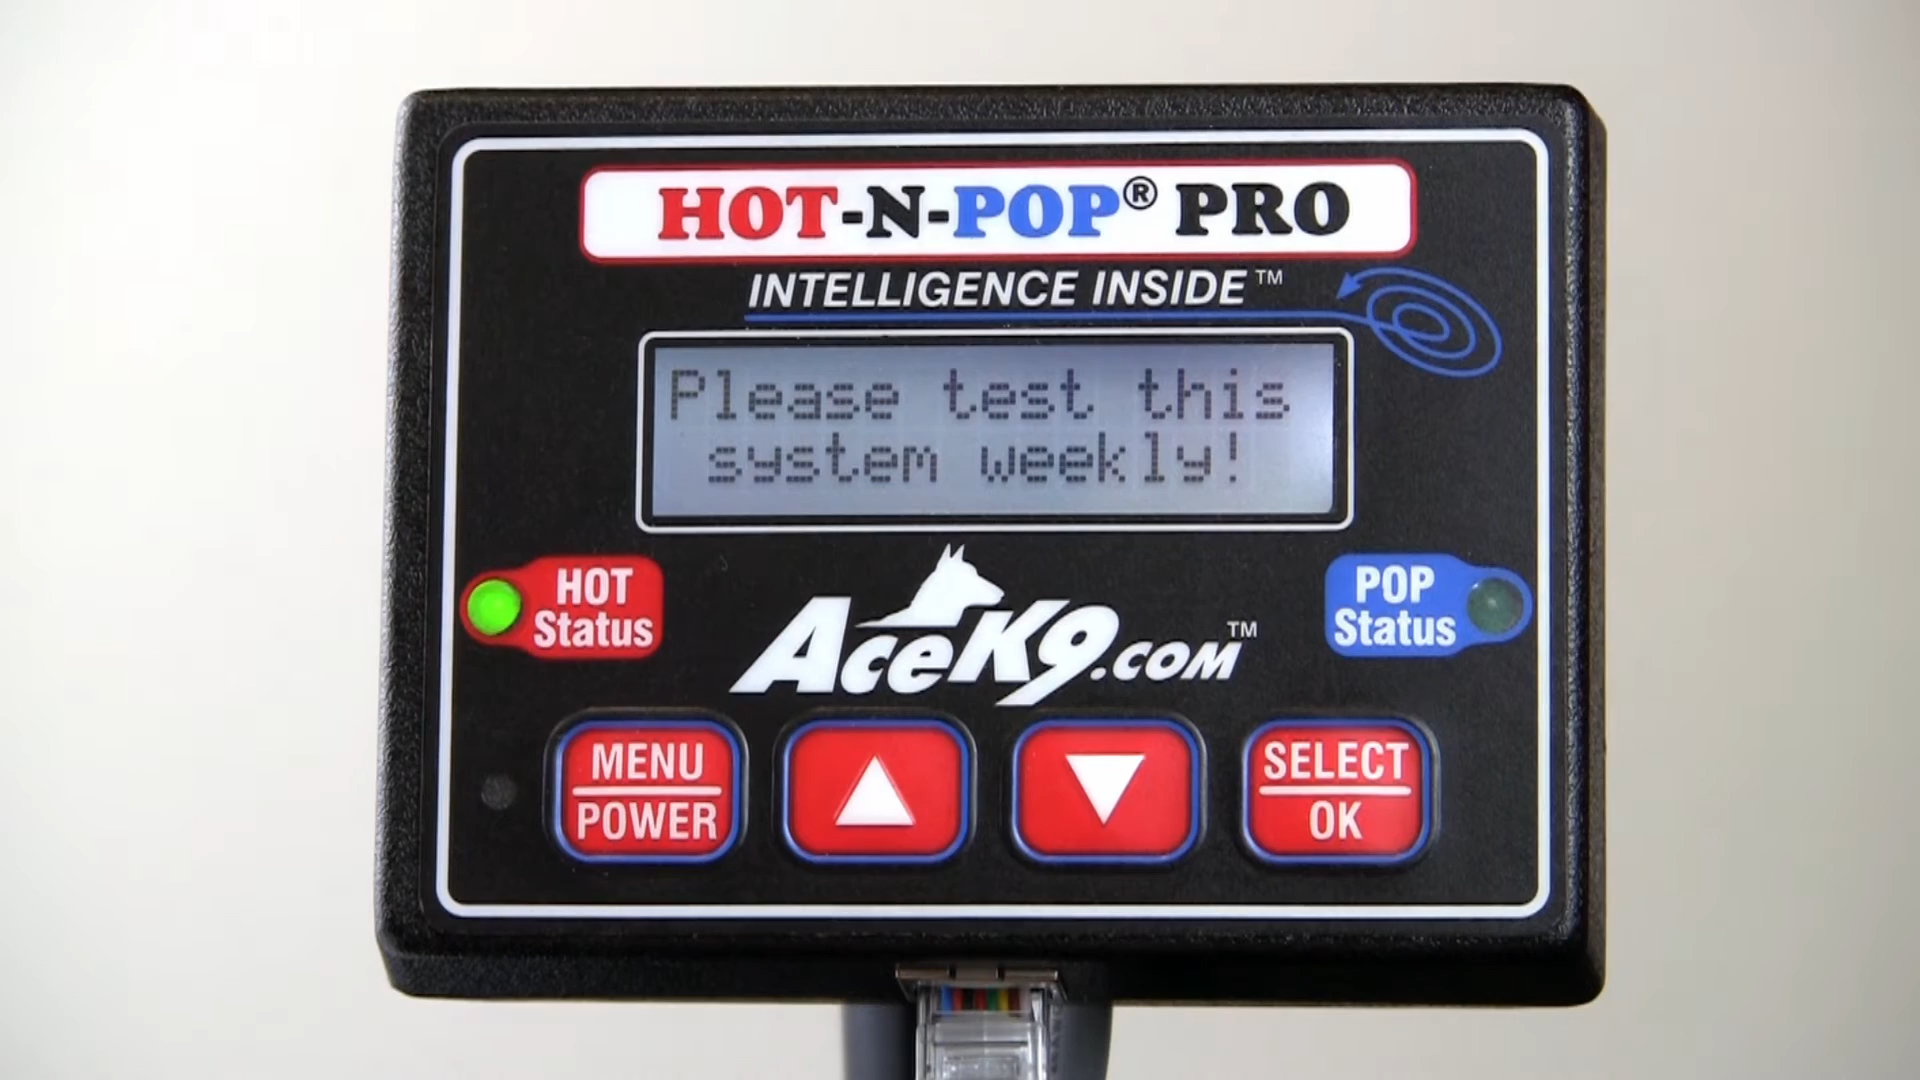 HOT-N-POP® PRO
INTELLIGENCE INSIDE™
Please test this
system weekly!
HOT
Status
POP
Status
AceK9.com™
MENU
POWER
SELECT
OK